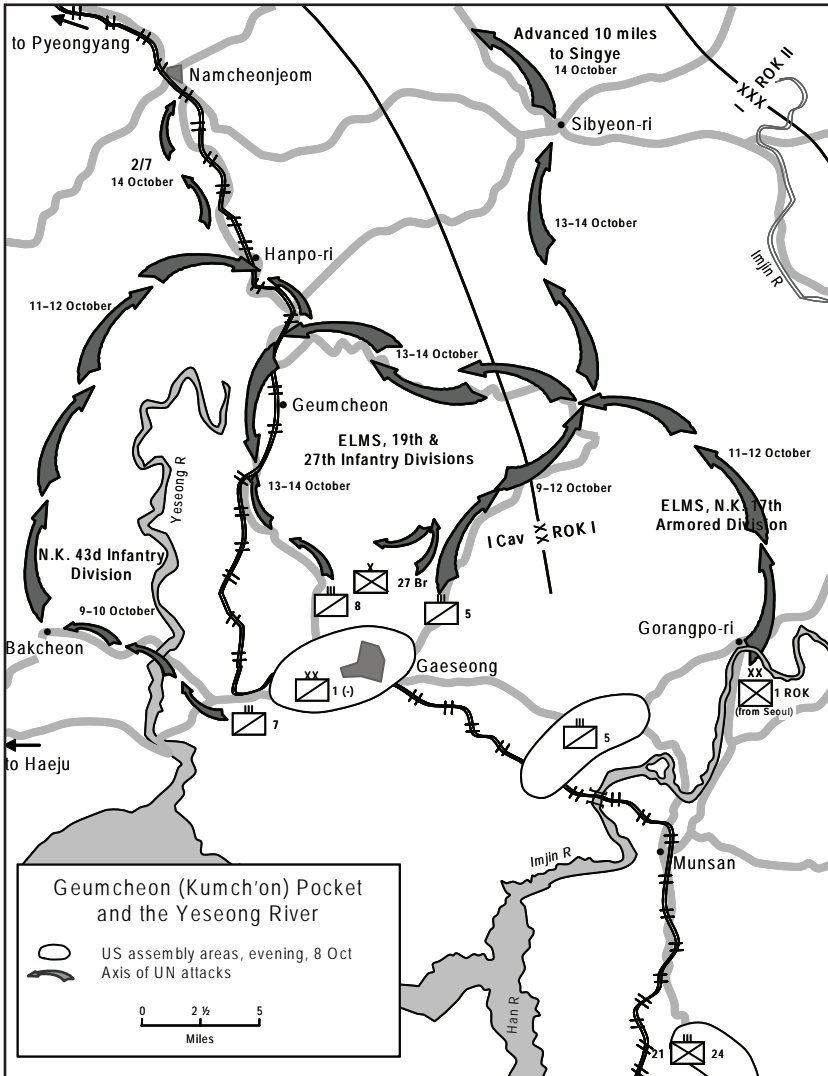 to Pyeongyang
Namcheonjeom
Advanced 10 miles
to Singye
14 October
ROK II
XXX
I
Sibyeon-ri
2/7
14 October
13–14 October
Imjin R
Hanpo-ri
11–12 October
13–14 October
Geumcheon
ELMS, 19th &
27th Infantry Divisions
Yeseong R
13–14 October
9–12 October
11–12 October
ELMS, N.K. 17th
Armored Division
I Cav XX ROK I
N.K. 43d Infantry
Division
9–10 October
X
27 Br
III
8
III
5
Gorangpo-ri
Bakcheon
XX
1 (-)
Gaeseong
XX
1 ROK
(from Seoul)
III
7
III
5
to Haeju
Imjin R
Munsan
Geumcheon (Kumch'on) Pocket
and the Yeseong River
US assembly areas, evening, 8 Oct
Axis of UN attacks
0 2 ½ 5
Miles
Han R
III
21 24